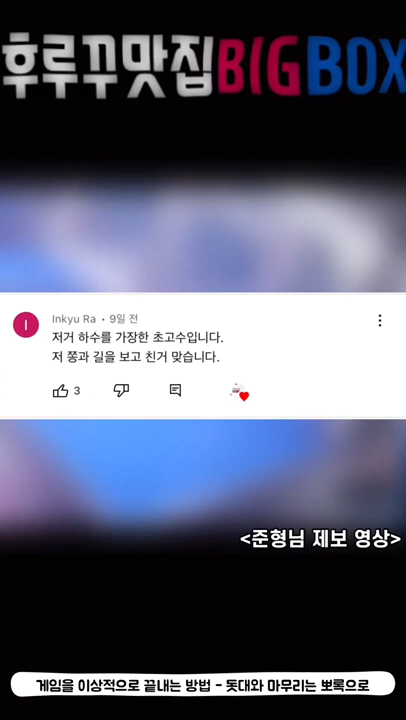 후루꾸맛집BIGBOX
I
Inkyu Ra • 9일 전
저거 하수를 가장한 초고수입니다.
저 쫑과 길을 보고 친거 맞습니다.
3
<준형님 제보 영상>
게임을 이상적으로 끝내는 방법 - 돗대와 마무리는 뽀록으로